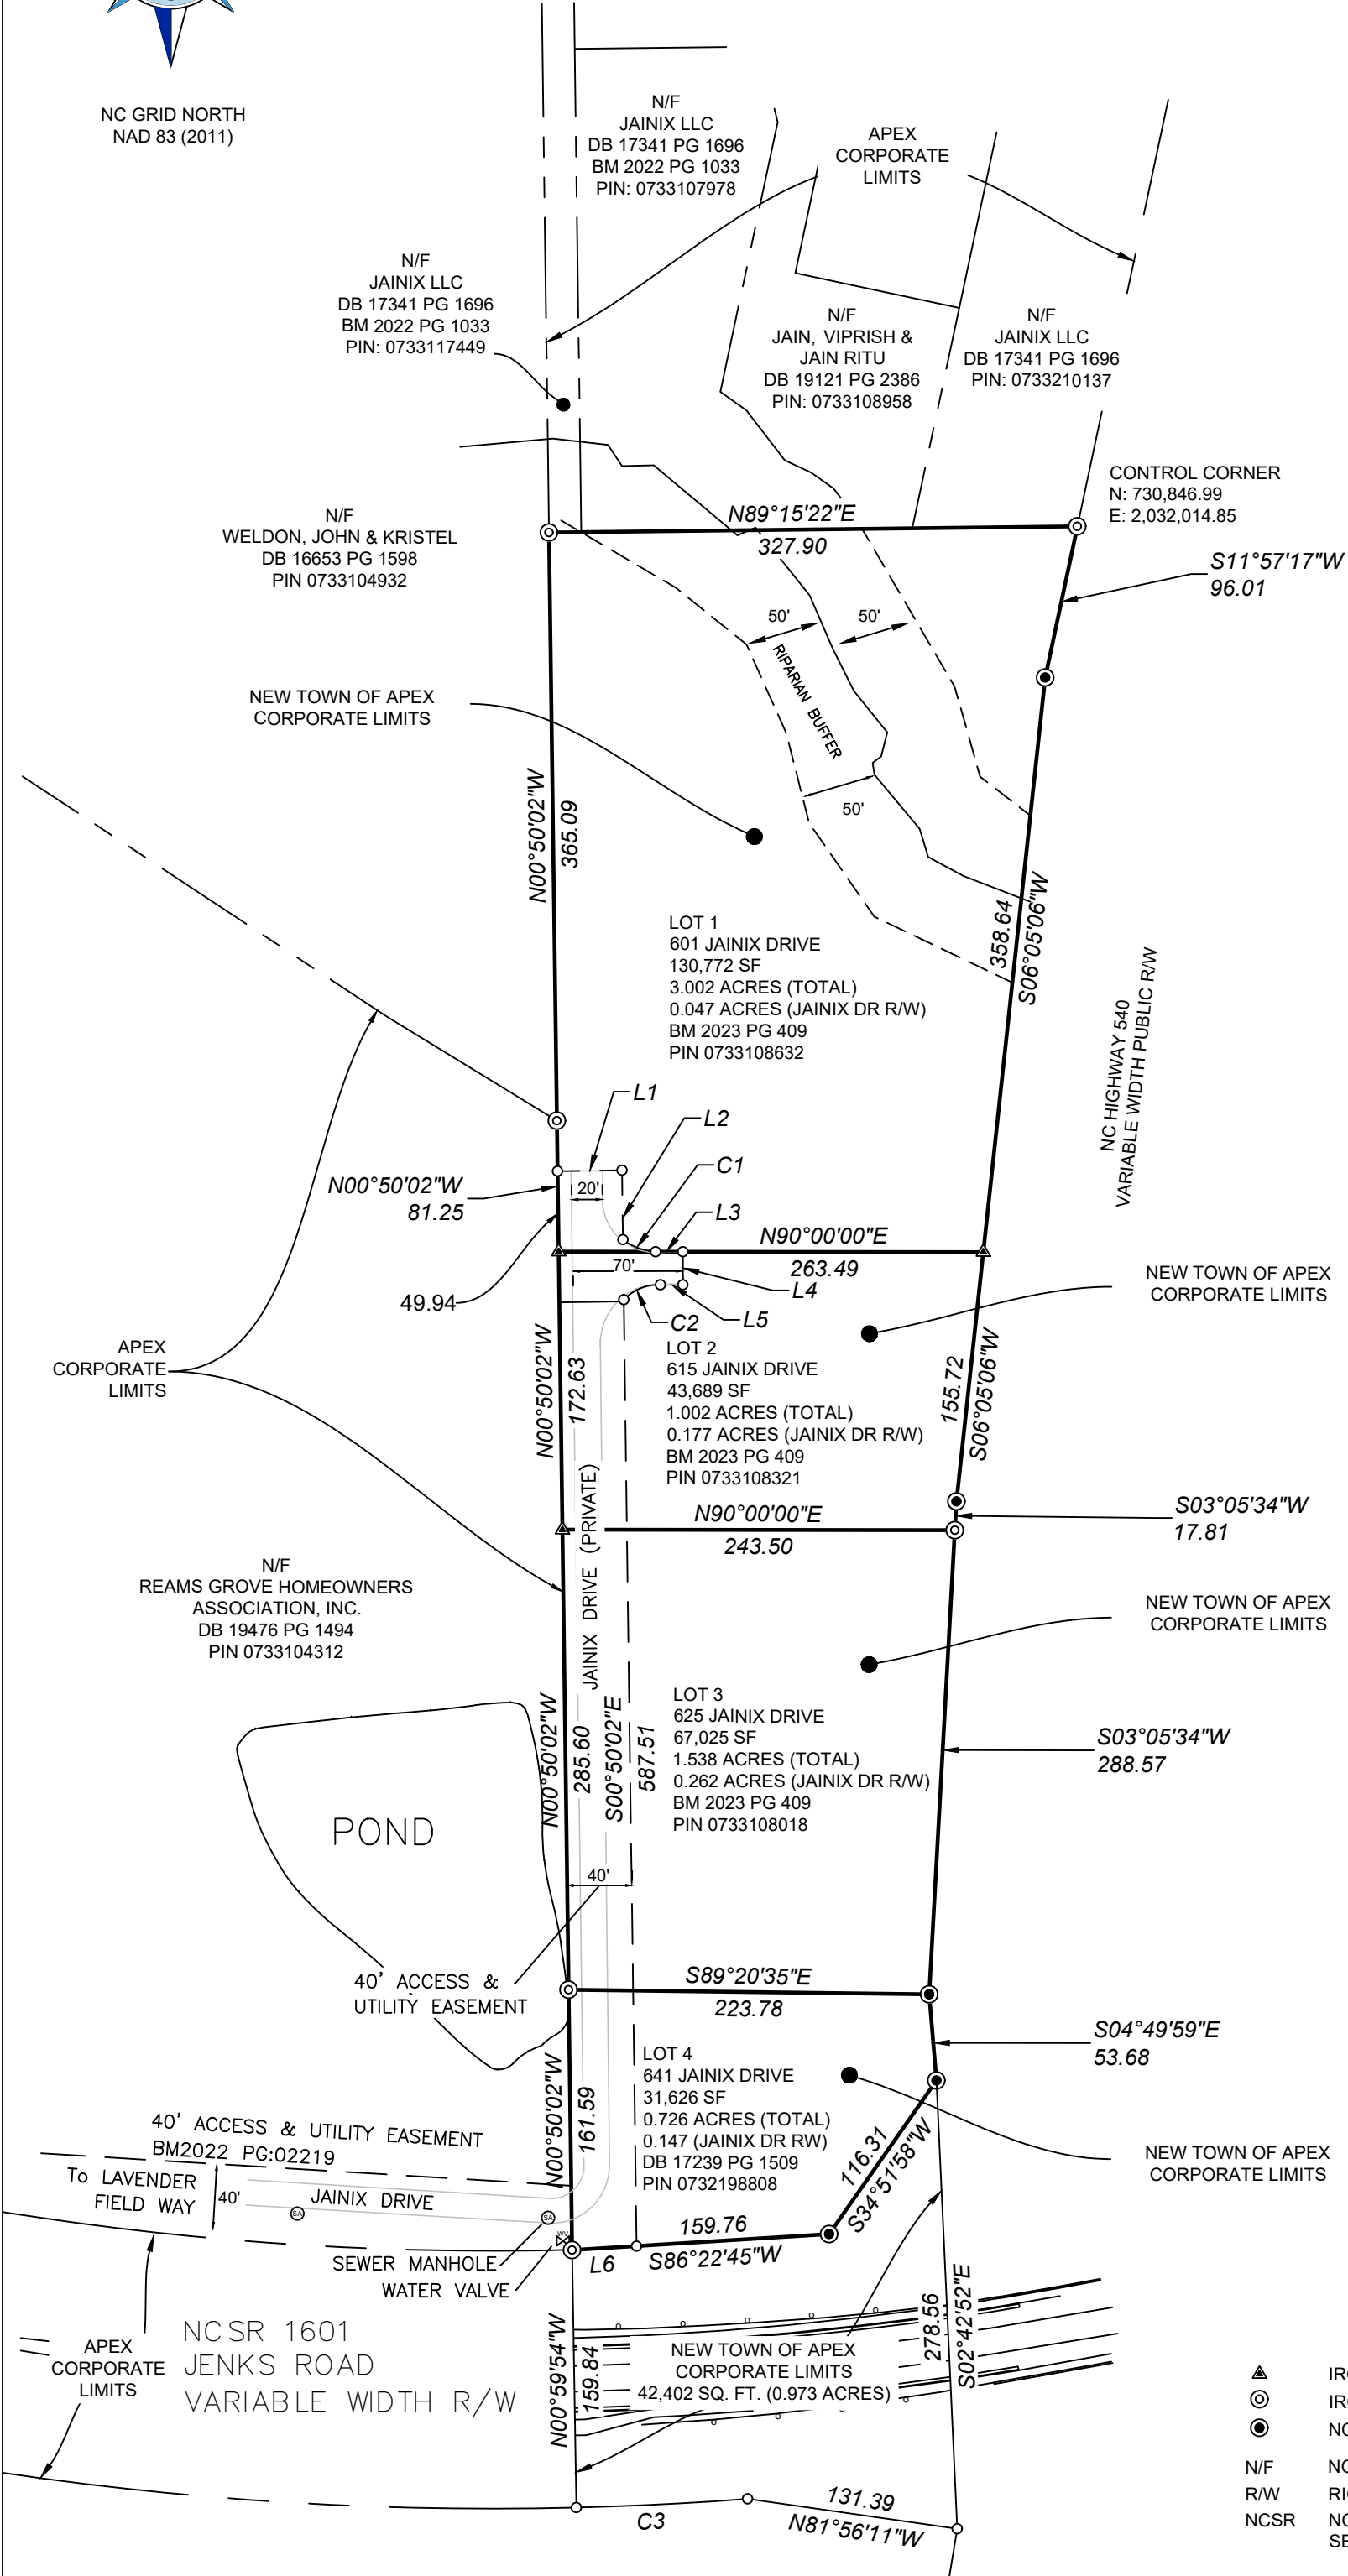 NC GRID NORTH
NAD 83 (2011)
N/F
JAINIX LLC
DB 17341 PG 1696
BM 2022 PG 1033
PIN: 0733107978
APEX
CORPORATE
LIMITS
N/F
JAINIX LLC
DB 17341 PG 1696
BM 2022 PG 1033
PIN: 0733117449
N/F
JAIN, VIPRISH &
JAIN RITU
DB 19121 PG 2386
PIN: 0733108958
N/F
JAINIX LLC
DB 17341 PG 1696
PIN: 0733210137
CONTROL CORNER
N: 730,846.99
E: 2,032,014.85
N/F
WELDON, JOHN & KRISTEL
DB 16653 PG 1598
PIN 0733104932
N89°15'22"E
327.90
S11°57'17"W
96.01
50'
50'
RIPARIAN BUFFER
50'
NEW TOWN OF APEX
CORPORATE LIMITS
N00°50'02"W
365.09
358.64
S06°05'06"W
LOT 1
601 JAINIX DRIVE
130,772 SF
3.002 ACRES (TOTAL)
0.047 ACRES (JAINIX DR R/W)
BM 2023 PG 409
PIN 0733108632
NC HIGHWAY 540
VARIABLE WIDTH PUBLIC R/W
L1
L2
C1
L3
N00°50'02"W
81.25
20'
N90°00'00"E
263.49
70'
L4
L5
C2
49.94
NEW TOWN OF APEX
CORPORATE LIMITS
APEX
CORPORATE
LIMITS
N00°50'02"W
172.63
LOT 2
615 JAINIX DRIVE
43,689 SF
1.002 ACRES (TOTAL)
0.177 ACRES (JAINIX DR R/W)
BM 2023 PG 409
PIN 0733108321
155.72
S06°05'06"W
N90°00'00"E
243.50
S03°05'34"W
17.81
JAINIX DRIVE (PRIVATE)
N/F
REAMS GROVE HOMEOWNERS
ASSOCIATION, INC.
DB 19476 PG 1494
PIN 0733104312
NEW TOWN OF APEX
CORPORATE LIMITS
N00°50'02"W
285.60
S00°50'02"E
587.51
LOT 3
625 JAINIX DRIVE
67,025 SF
1.538 ACRES (TOTAL)
0.262 ACRES (JAINIX DR R/W)
BM 2023 PG 409
PIN 0733108018
S03°05'34"W
288.57
POND
40'
40' ACCESS &
UTILITY EASEMENT
S89°20'35"E
223.78
S04°49'59"E
53.68
N00°50'02"W
161.59
LOT 4
641 JAINIX DRIVE
31,626 SF
0.726 ACRES (TOTAL)
0.147 (JAINIX DR RW)
DB 17239 PG 1509
PIN 0732198808
116.31
S34°51'58"W
NEW TOWN OF APEX
CORPORATE LIMITS
40' ACCESS & UTILITY EASEMENT
BM2022 PG:02219
To LAVENDER
FIELD WAY
40'
JAINIX DRIVE
SA
SA
WV
SEWER MANHOLE
WATER VALVE
L6
159.76
S86°22'45"W
NCSR 1601
JENKS ROAD
VARIABLE WIDTH R/W
APEX
CORPORATE
LIMITS
N00°59'54"W
159.84
NEW TOWN OF APEX
CORPORATE LIMITS
42,402 SQ. FT. (0.973 ACRES)
278.56
S02°42'52"E
C3
131.39
N81°56'11"W
IRO
IRO
NC
N/F NO
R/W RIG
NCSR NC
SE